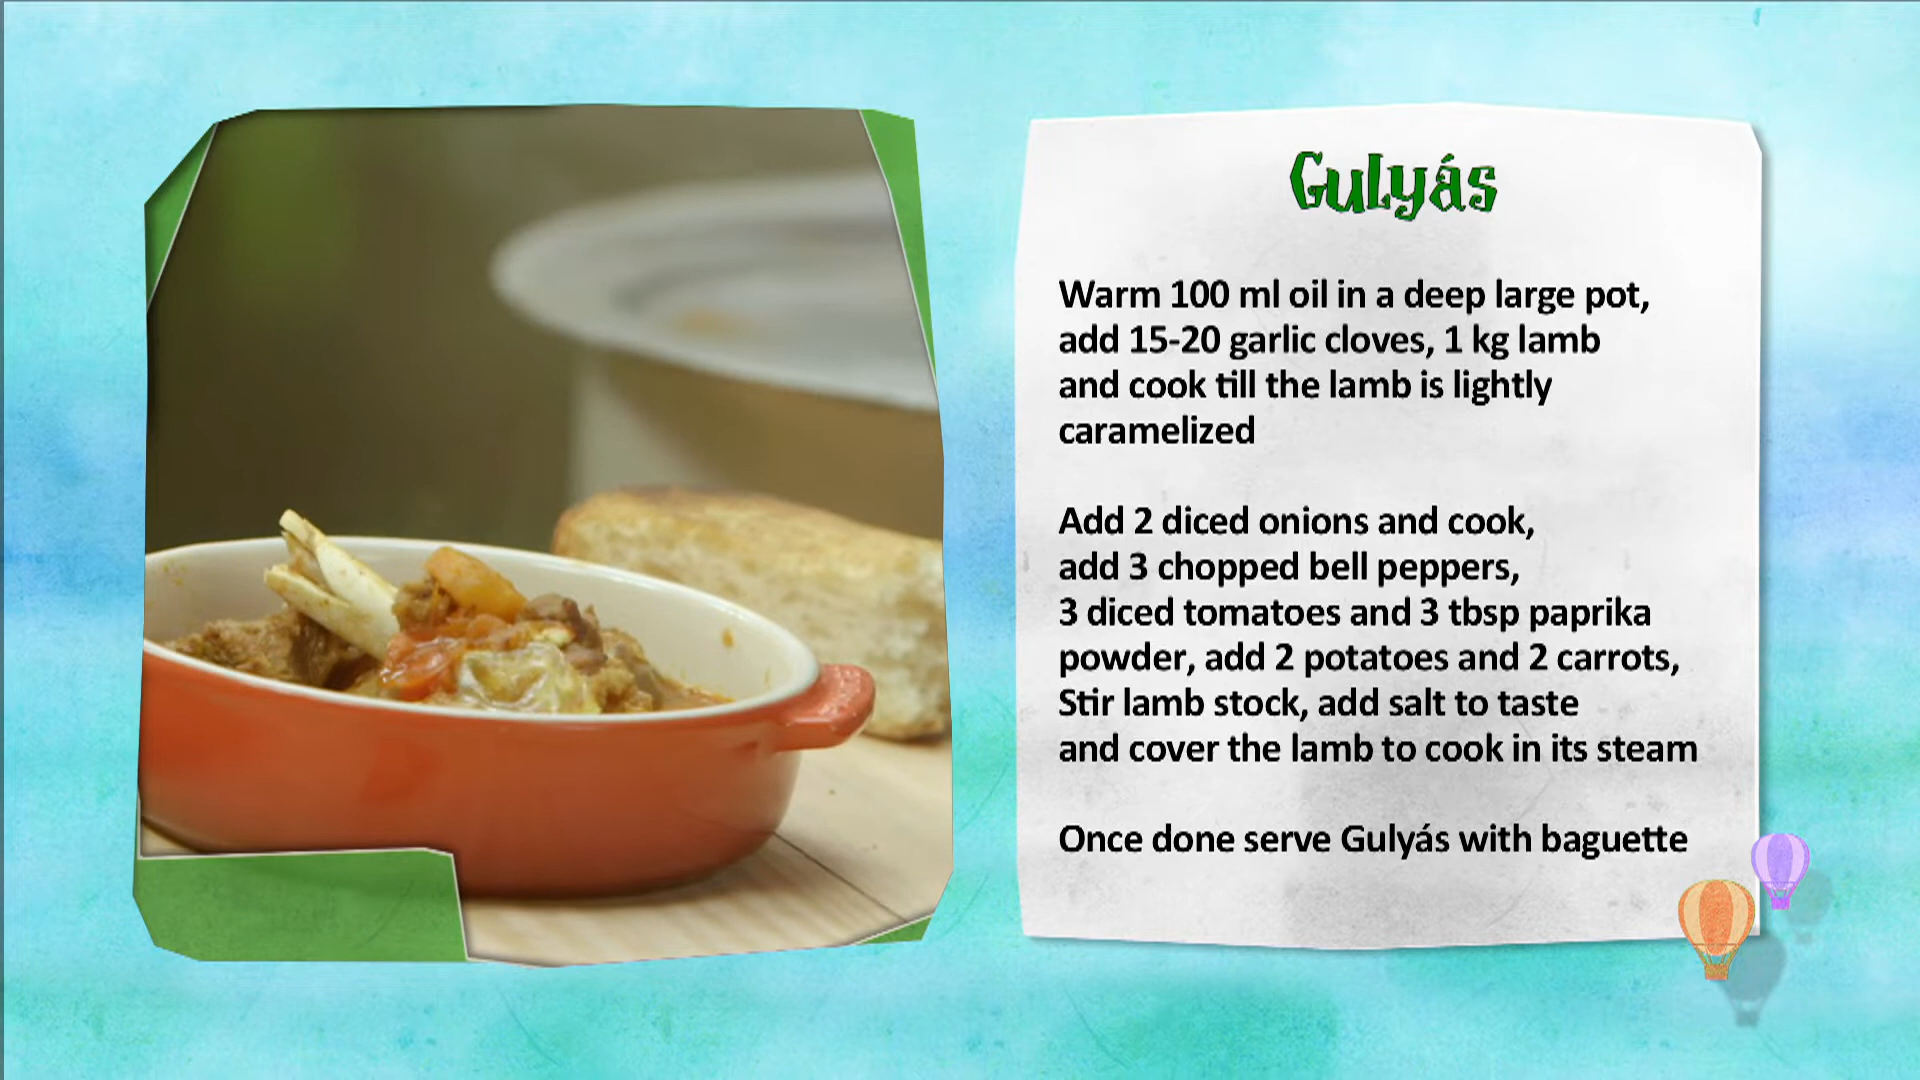 Gulyás
Warm 100 ml oil in a deep large pot,
add 15-20 garlic cloves, 1 kg lamb
and cook till the lamb is lightly
caramelized
Add 2 diced onions and cook,
add 3 chopped bell peppers,
3 diced tomatoes and 3 tbsp paprika
powder, add 2 potatoes and 2 carrots,
Stir lamb stock, add salt to taste
and cover the lamb to cook in its steam
Once done serve Gulyás with baguette